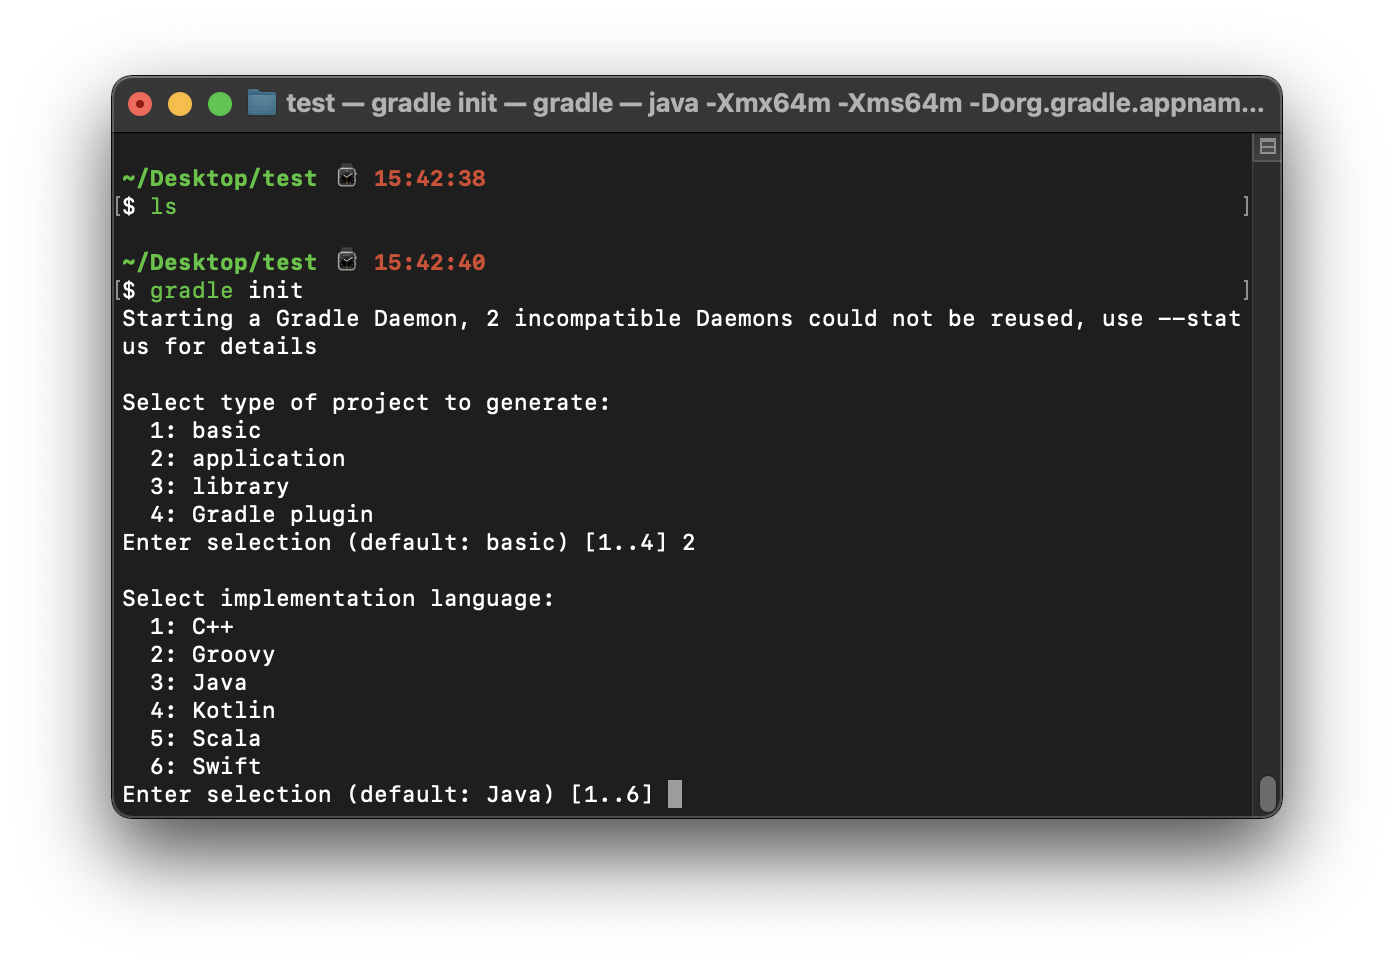 test — gradle init — gradle — java -Xmx64m -Xms64m -Dorg.gradle.appnam...
~/Desktop/test ⌚ 15:42:38
[$ ls ]
~/Desktop/test ⌚ 15:42:40
[$ gradle init ]
Starting a Gradle Daemon, 2 incompatible Daemons could not be reused, use --stat
us for details
Select type of project to generate:
  1: basic
  2: application
  3: library
  4: Gradle plugin
Enter selection (default: basic) [1..4] 2
Select implementation language:
  1: C++
  2: Groovy
  3: Java
  4: Kotlin
  5: Scala
  6: Swift
Enter selection (default: Java) [1..6]